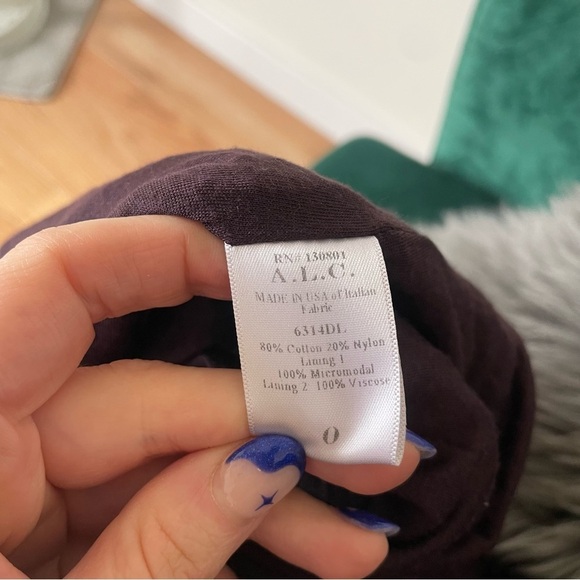 RN# 130801
A.L.C.
MADE IN USA of Italian
Fabric
6314DL
80% Cotton 20% Nylon
Lining 1
100% Micromodal
Lining 2 100% Viscose
0